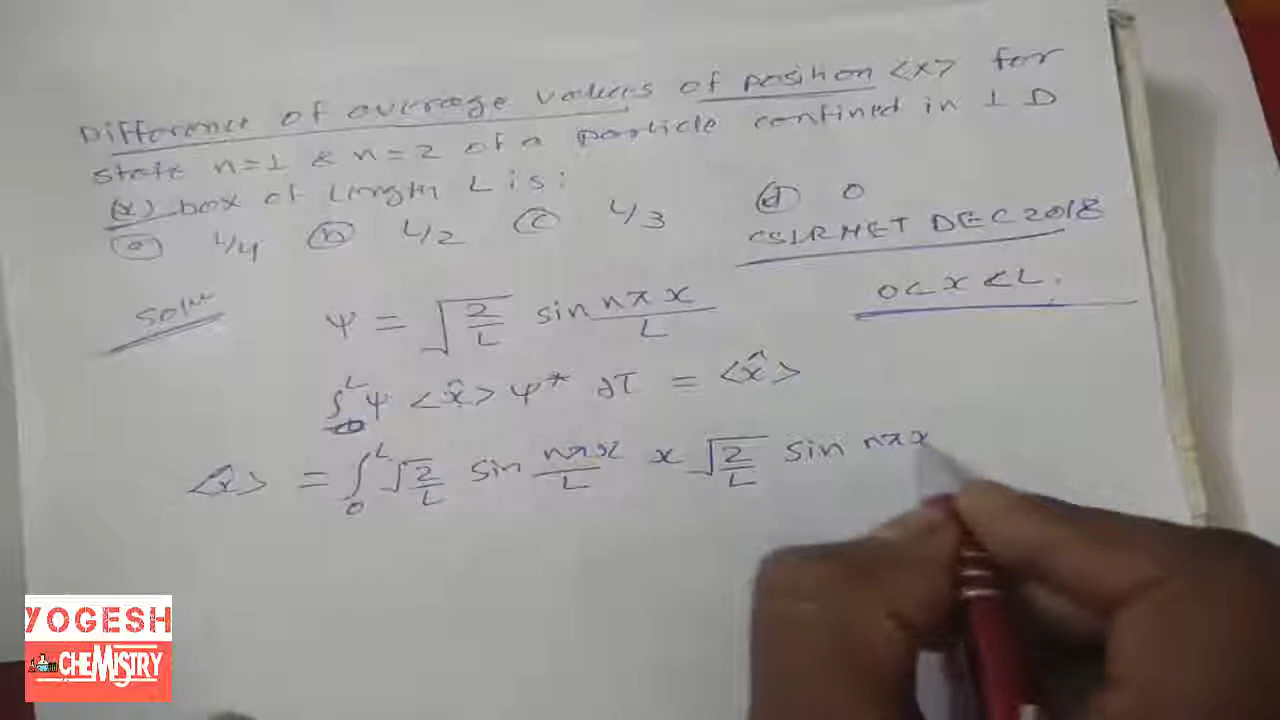 Difference of average values of position <x> for
state n=1 & n=2 of a particle confined in 1 D
(x) box of length L is:
(a) L/4 (b) L/2 (c) L/3 (d) 0
CSIR NET DEC 2018
Soln
0 < x < L.
ψ = √2/L sin nπx/L
∫₀ᴸ ψ <x̂> ψ* dτ = <x̂>
<x> = ∫₀ᴸ √2/L sin nπx/L x √2/L sin nπx
YOGESH
CHEMISTRY